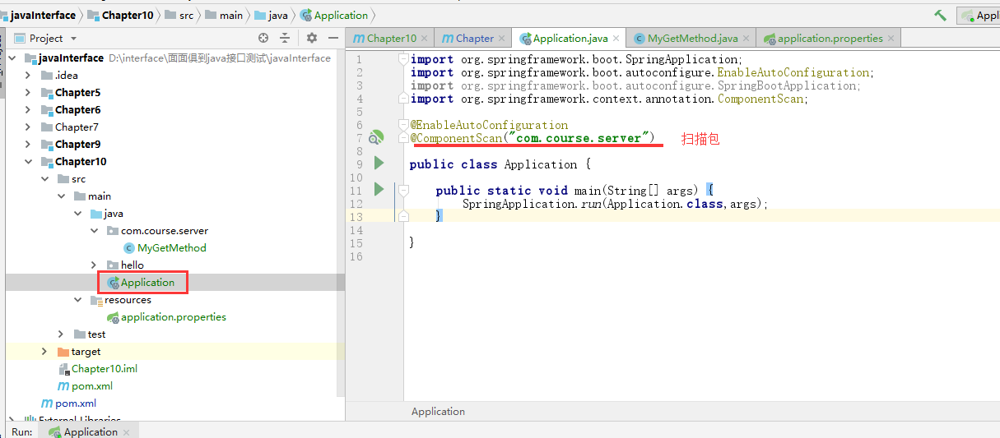 javaInterface Chapter10 src main java Application Appli
Project
Chapter10 Chapter Application.java MyGetMethod.java application.properties
javaInterface D:\interface\面面俱到java接口测试\javaInterface
.idea
Chapter5
Chapter6
Chapter7
Chapter9
Chapter10
src
main
java
com.course.server
MyGetMethod
hello
Application
resources
application.properties
test
target
Chapter10.iml
pom.xml
pom.xml
External Libraries
1 import org.springframework.boot.SpringApplication;
2 import org.springframework.boot.autoconfigure.EnableAutoConfiguration;
3 import org.springframework.boot.autoconfigure.SpringBootApplication;
4 import org.springframework.context.annotation.ComponentScan;
5
6 @EnableAutoConfiguration
7 @ComponentScan("com.course.server") 扫描包
8
9 public class Application {
10
11 public static void main(String[] args) {
12 SpringApplication.run(Application.class,args);
13 }
14
15 }
16
Application
Run: Application